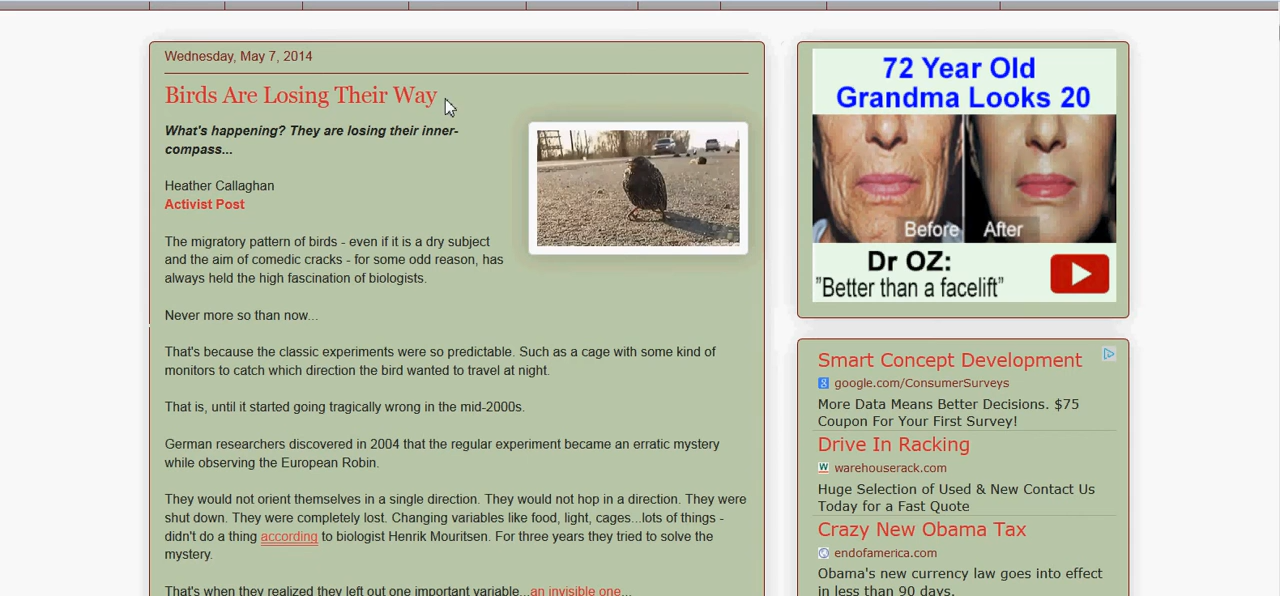 Wednesday, May 7, 2014
Birds Are Losing Their Way
What's happening? They are losing their inner-
compass...
Heather Callaghan
Activist Post
The migratory pattern of birds - even if it is a dry subject
and the aim of comedic cracks - for some odd reason, has
always held the high fascination of biologists.
Never more so than now...
That's because the classic experiments were so predictable. Such as a cage with some kind of
monitors to catch which direction the bird wanted to travel at night.
That is, until it started going tragically wrong in the mid-2000s.
German researchers discovered in 2004 that the regular experiment became an erratic mystery
while observing the European Robin.
They would not orient themselves in a single direction. They would not hop in a direction. They were
shut down. They were completely lost. Changing variables like food, light, cages...lots of things -
didn't do a thing according to biologist Henrik Mouritsen. For three years they tried to solve the
mystery.
That's when they realized they left out one important variable...an invisible one...
72 Year Old
Grandma Looks 20
Before After
Dr OZ:
"Better than a facelift"
Smart Concept Development
google.com/ConsumerSurveys
More Data Means Better Decisions. $75
Coupon For Your First Survey!
Drive In Racking
warehouserack.com
Huge Selection of Used & New Contact Us
Today for a Fast Quote
Crazy New Obama Tax
endofamerica.com
Obama's new currency law goes into effect
in less than 90 days.